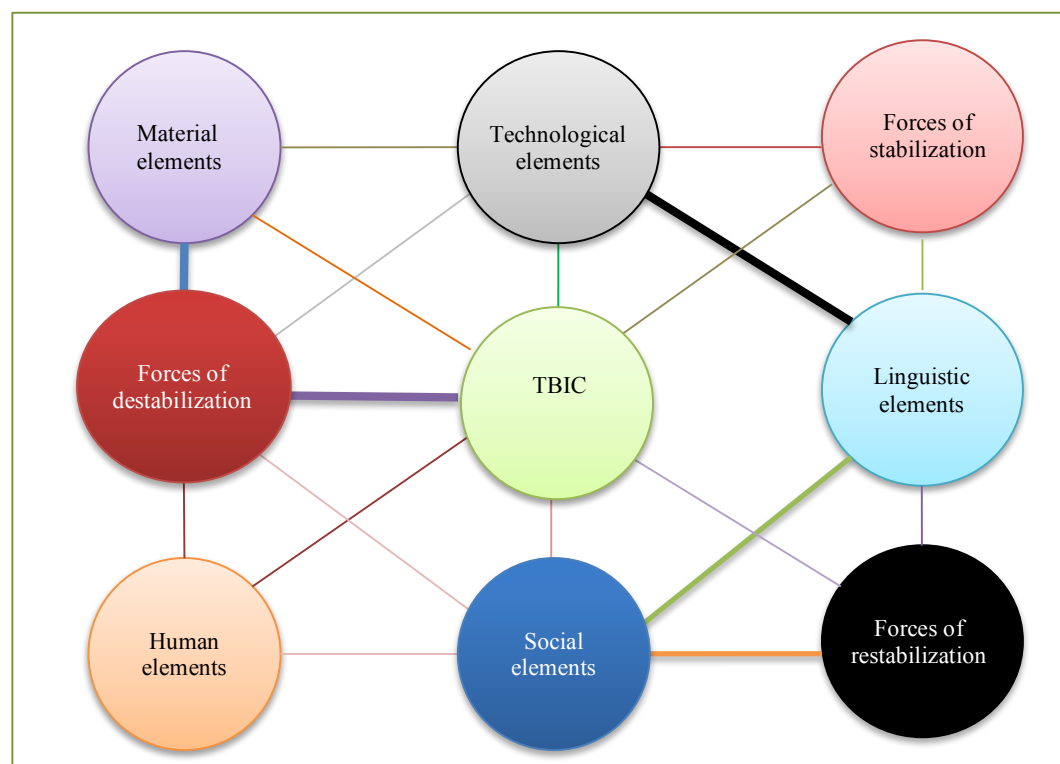 Material
elements
Technological
elements
Forces of
stabilization
Forces of
destabilization
TBIC
Linguistic
elements
Human
elements
Social
elements
Forces of
restabilization